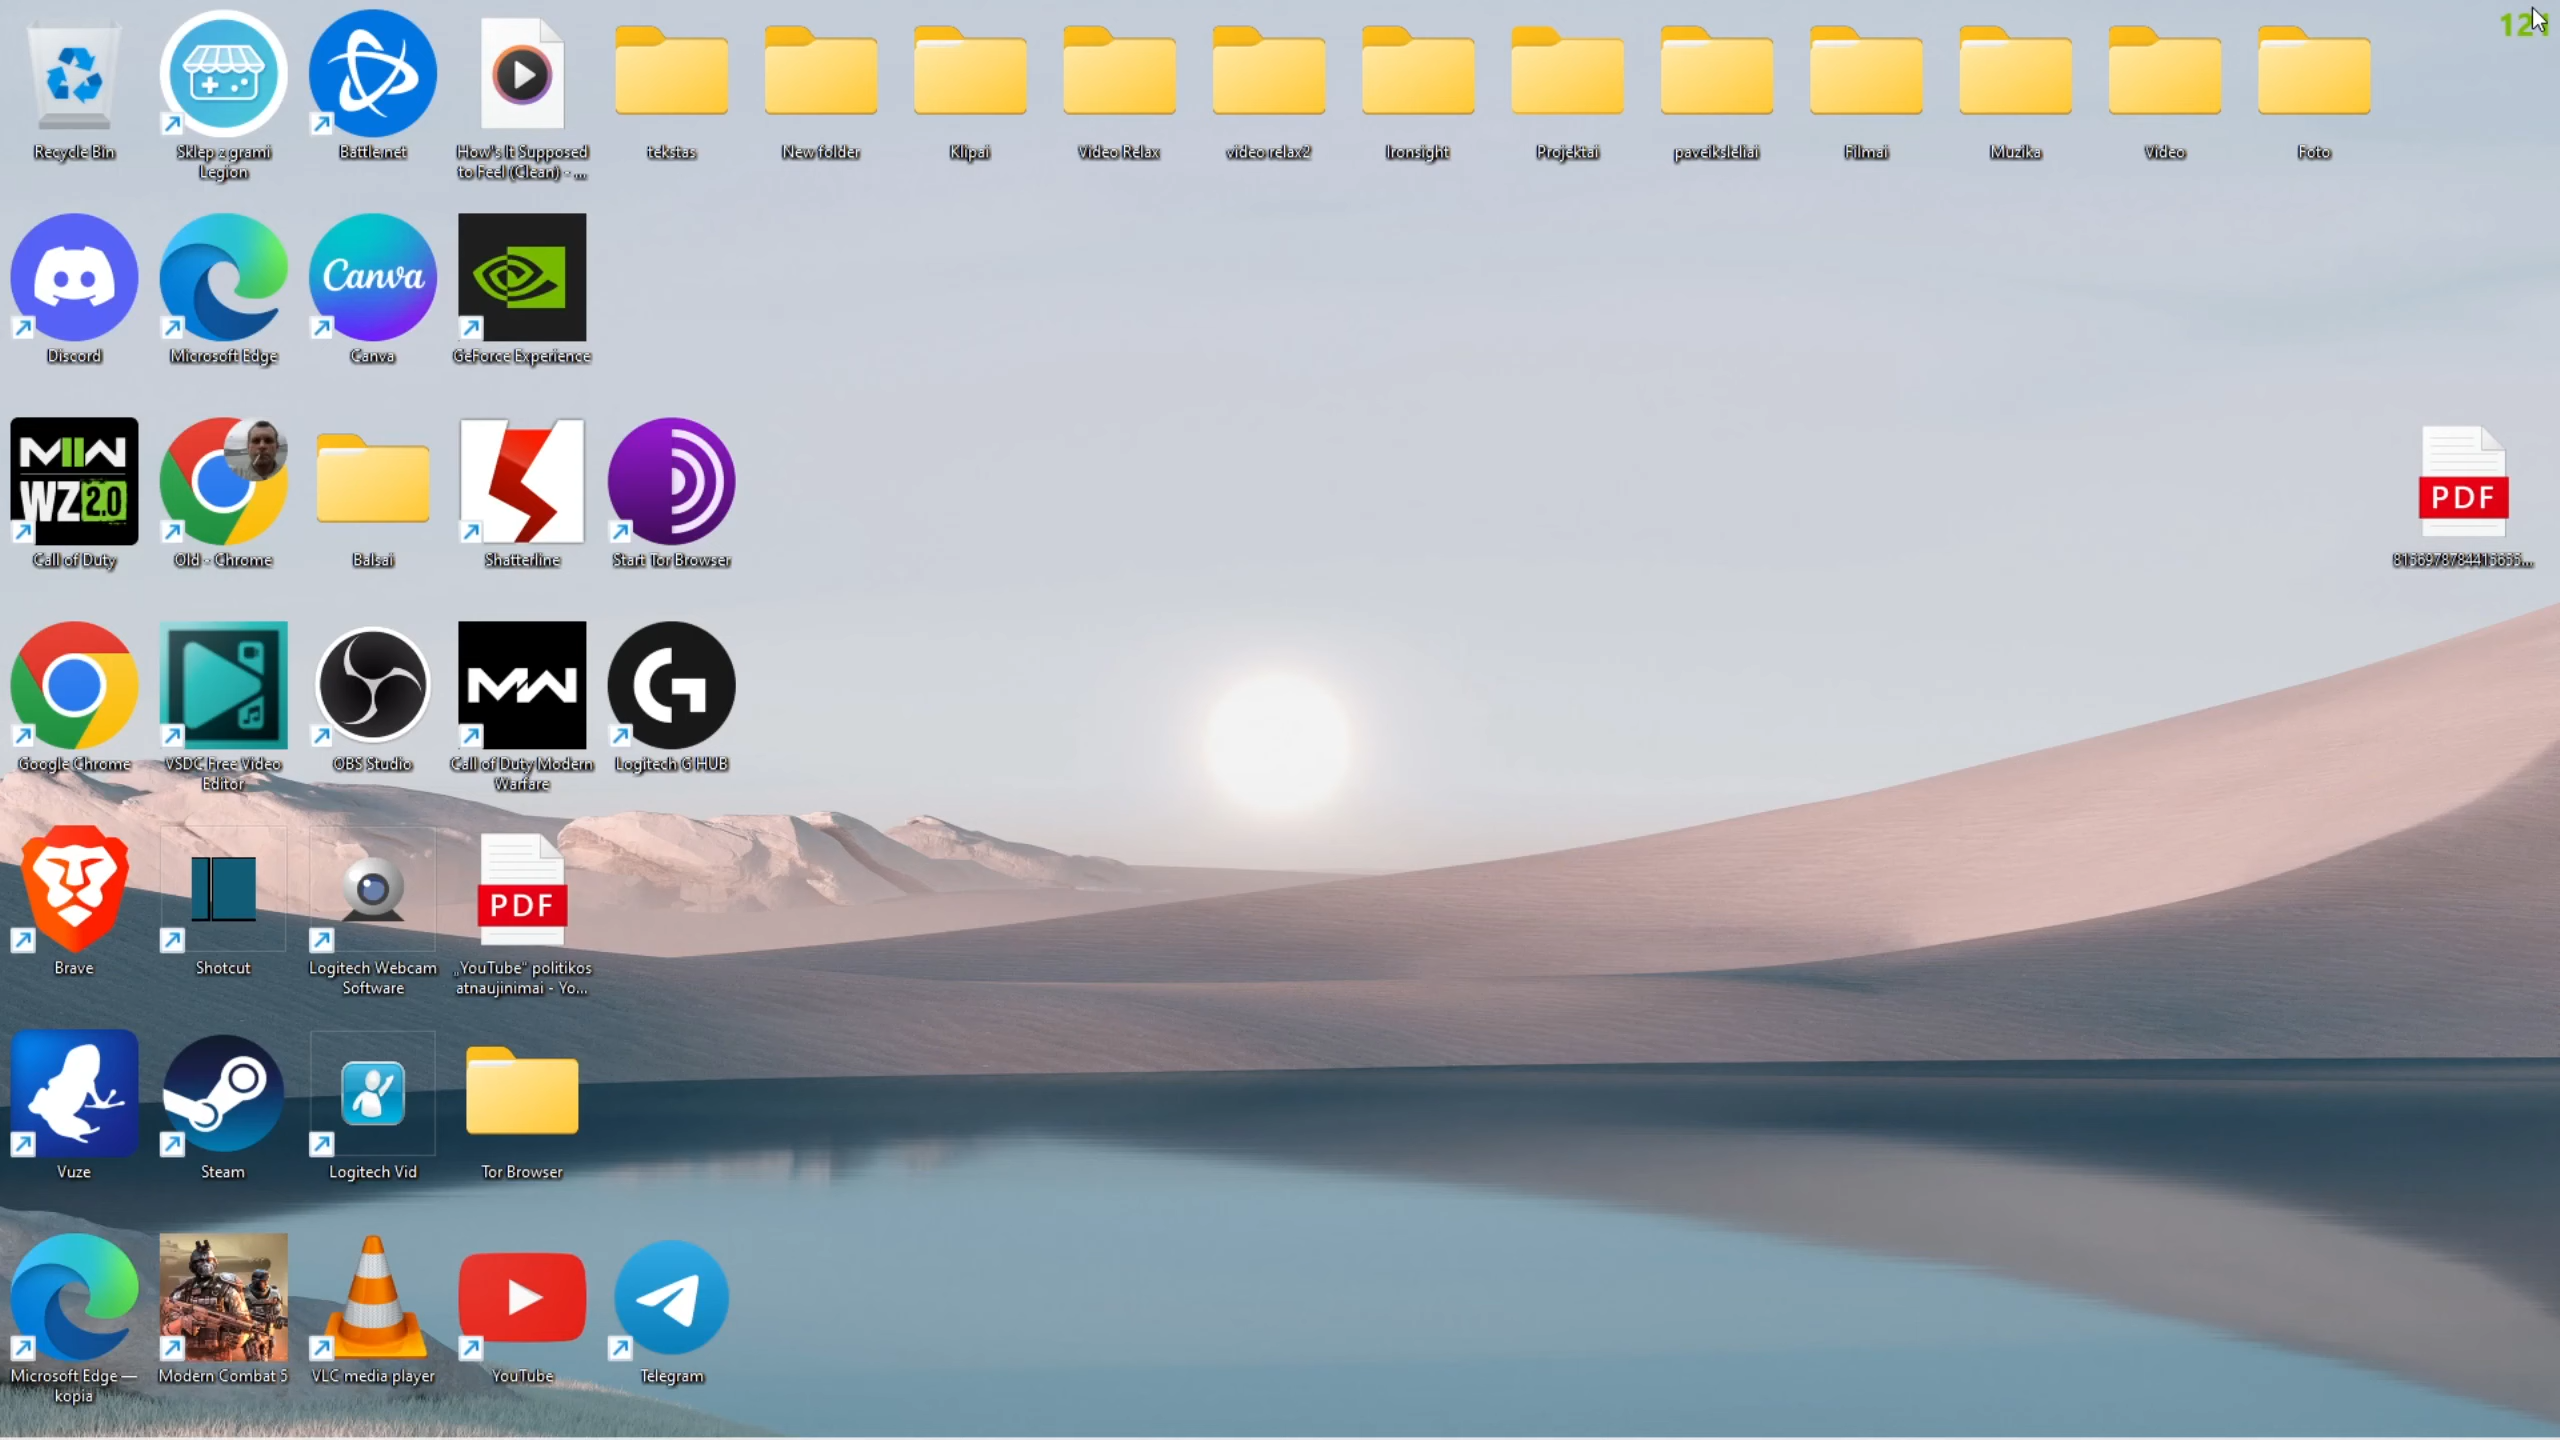 Recycle Bin
Sklep z grami
Legion
Battle.net
How's It Supposed
to Feel (Clean) - ...
tekstas
New folder
Klipai
Video Relax
video relax2
Ironsight
Projektai
paveiksleliai
Filmai
Muzika
Video
Foto
Discord
Microsoft Edge
Canva
Canva
GeForce Experience
MIIW
WZ 2.0
Call of Duty
Old - Chrome
Balsai
Shatterline
Start Tor Browser
PDF
Google Chrome
VSDC Free Video
Editor
OBS Studio
MW
Call of Duty Modern
Warfare
G
Logitech G HUB
Brave
Shotcut
Logitech Webcam
Software
PDF
„YouTube“ politikos
atnaujinimai - Yo...
Vuze
Steam
Logitech Vid
Tor Browser
Microsoft Edge —
kopia
Modern Combat 5
VLC media player
YouTube
Telegram